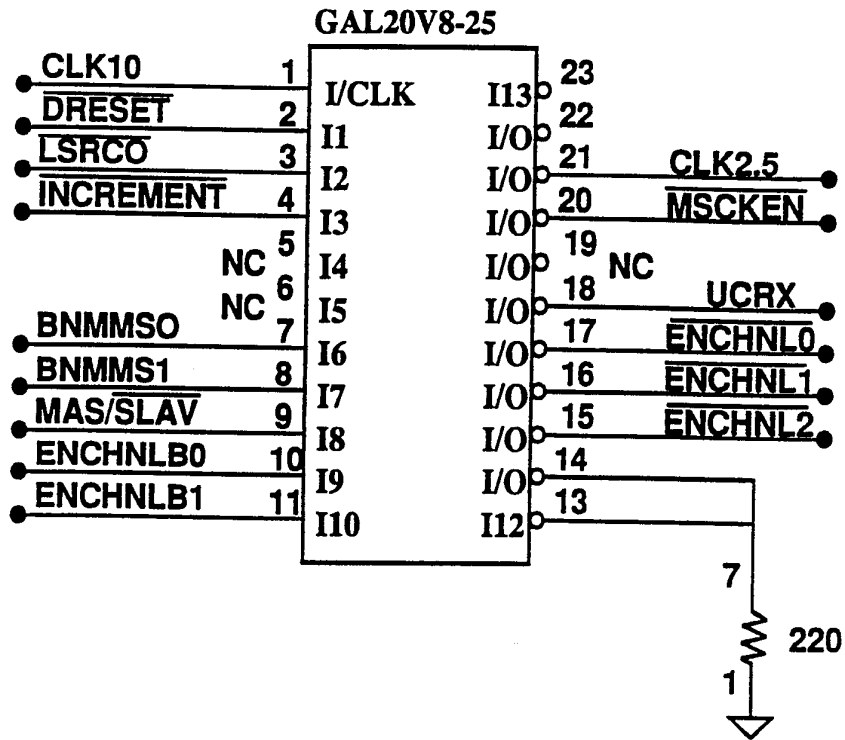 GAL20V8-25
CLK10 1 I/CLK I13 23
DRESET 2 I1 I/O 22
LSRCO 3 I2 I/O 21 CLK2.5
INCREMENT 4 I3 I/O 20 MSCKEN
NC 5 I4 I/O 19 NC
NC 6 I5 I/O 18 UCRX
BNMMSO 7 I6 I/O 17 ENCHNL0
BNMMS1 8 I7 I/O 16 ENCHNL1
MAS/SLAV 9 I8 I/O 15 ENCHNL2
ENCHNLB0 10 I9 I/O 14
ENCHNLB1 11 I10 I12 13
7
220
1